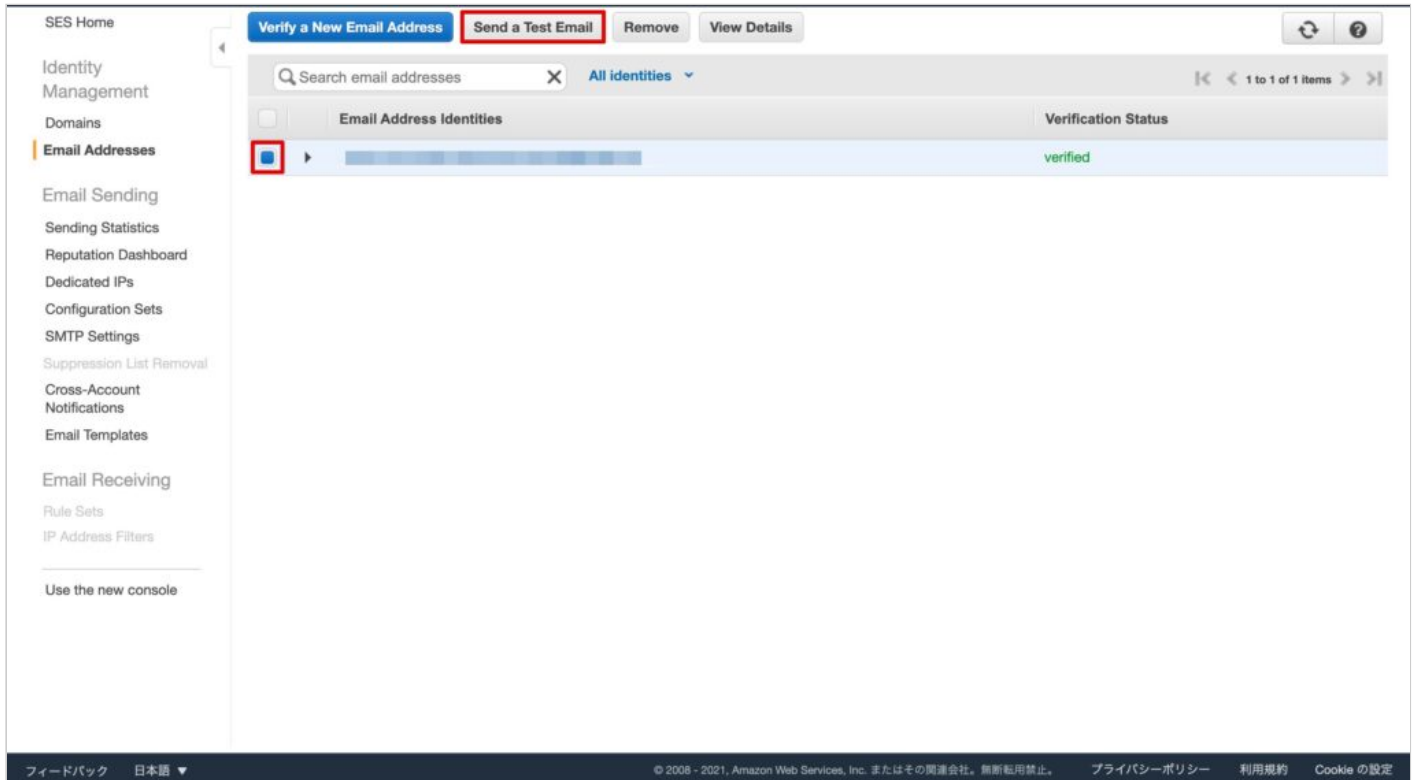 SES Home
Identity
Management
Domains
Email Addresses
Email Sending
Sending Statistics
Reputation Dashboard
Dedicated IPs
Configuration Sets
SMTP Settings
Suppression List Removal
Cross-Account
Notifications
Email Templates
Email Receiving
Rule Sets
IP Address Filters
Use the new console
Verify a New Email Address Send a Test Email Remove View Details
Search email addresses All identities 1 to 1 of 1 items
Email Address Identities Verification Status
verified
フィードバック 日本語 © 2008 - 2021, Amazon Web Services, Inc. またはその関連会社。無断転用禁止。 プライバシーポリシー 利用規約 Cookie の設定